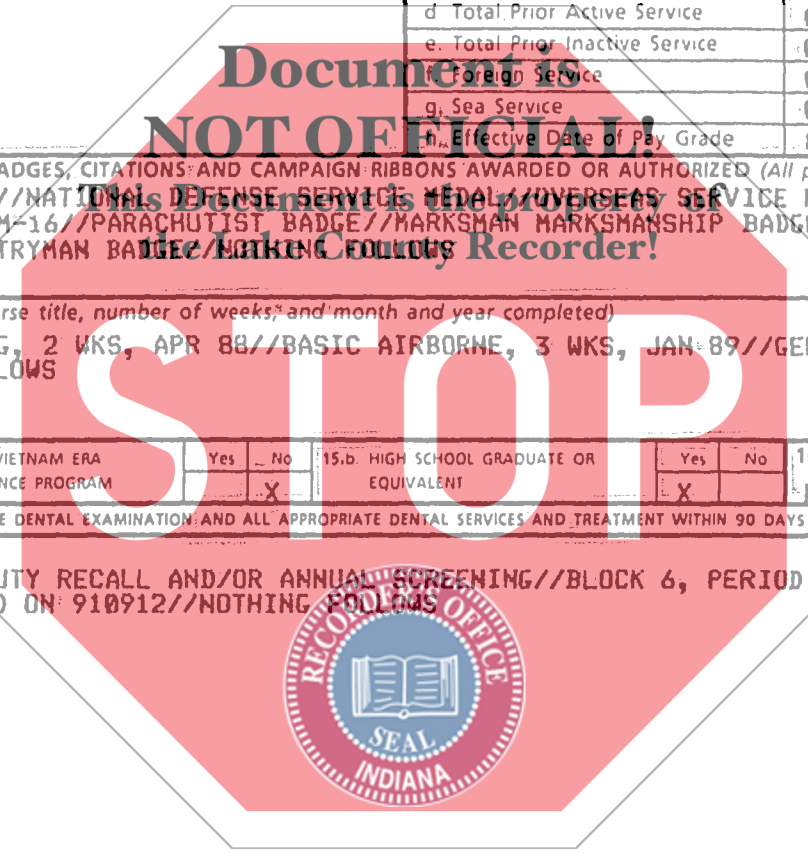 d Total Prior Active Service
e. Total Prior Inactive Service
f. Foreign Service
g. Sea Service
h. Effective Date of Pay Grade
Document is
NOT OFFICIAL!
This Document is the property of
the Lake County Recorder!
ADGES, CITATIONS AND CAMPAIGN RIBBONS AWARDED OR AUTHORIZED (All p
//NATIONAL DEFENSE SERVICE MEDAL//OVERSEAS SERVICE
M-16//PARACHUTIST BADGE//MARKSMAN MARKSMANSHIP BADG
TRYMAN BADGE//NOTHING FOLLOWS
rse title, number of weeks, and month and year completed)
G, 2 WKS, APR 88//BASIC AIRBORNE, 3 WKS, JAN 89//GE
LOWS
STOP
VIETNAM ERA Yes No 15.b. HIGH SCHOOL GRADUATE OR Yes No 1
NCE PROGRAM X EQUIVALENT X
E DENTAL EXAMINATION AND ALL APPROPRIATE DENTAL SERVICES AND TREATMENT WITHIN 90 DAYS
UTY RECALL AND/OR ANNUAL SCREENING//BLOCK 6, PERIOD
D ON 910912//NOTHING FOLLOWS
RECORDER'S OFFICE
SEAL
INDIANA